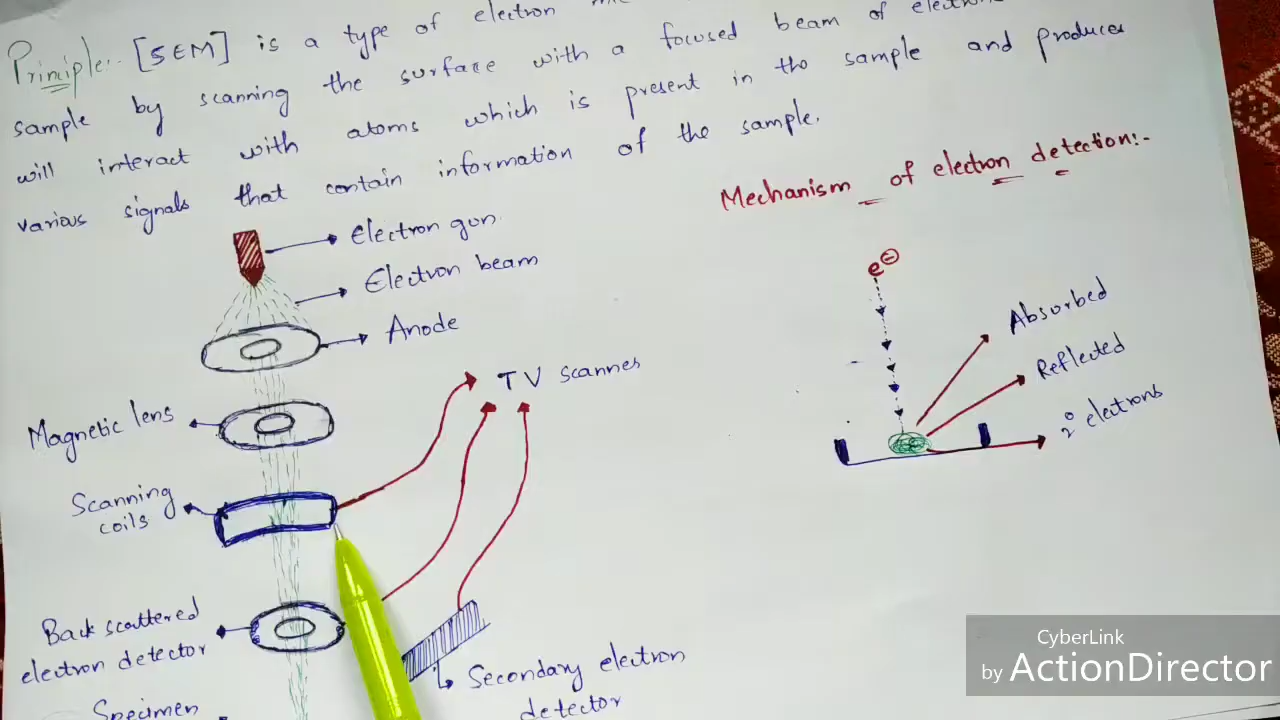 Priniple:- [SEM] is a type of electron
sample by scanning the surface with a focused beam of electrons
will interact with atoms which is present in the sample and produces
various signals that contain information of the sample.
Mechanism of electron detection:-
Electron gun
Electron beam
Anode
Magnetic lens
Scanning
coils
TV scanner
Back scattered
electron detector
Secondary electron
detector
Specimen
e⊖
Absorbed
Reflected
2° electrons
CyberLink
by ActionDirector